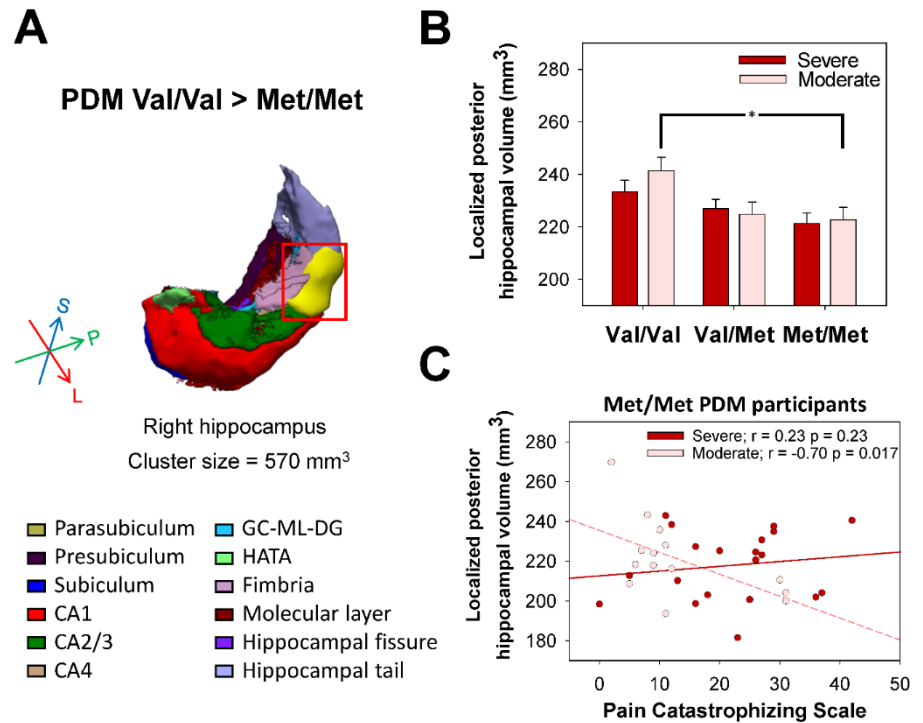 A
PDM Val/Val > Met/Met
S
P
L
Right hippocampus
Cluster size = 570 mm³
Parasubiculum
Presubiculum
Subiculum
CA1
CA2/3
CA4
GC-ML-DG
HATA
Fimbria
Molecular layer
Hippocampal fissure
Hippocampal tail
B
Localized posterior
hippocampal volume (mm³)
280
260
240
220
200
Severe
Moderate
*
Val/Val Val/Met Met/Met
C
Met/Met PDM participants
Localized posterior
hippocampal volume (mm³)
280
260
240
220
200
180
Severe; r = 0.23 p = 0.23
Moderate; r = -0.70 p = 0.017
0 10 20 30 40 50
Pain Catastrophizing Scale